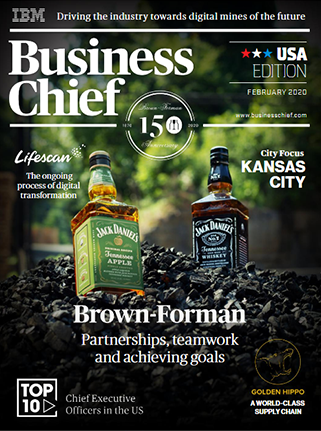 IBM
Driving the industry towards digital mines of the future
Business
Chief
USA
EDITION
FEBRUARY 2020
www.businesschief.com
Brown-Forman
1870
150
2020
Anniversary
Lifescan
The ongoing
process of digital
transformation
City Focus
KANSAS
CITY
JACK DANIEL'S
Tennessee
APPLE
JACK DANIEL'S
Tennessee
WHISKEY
Brown-Forman
Partnerships, teamwork
and achieving goals
TOP
10
Chief Executive
Officers in the US
GOLDEN HIPPO
A WORLD-CLASS
SUPPLY CHAIN